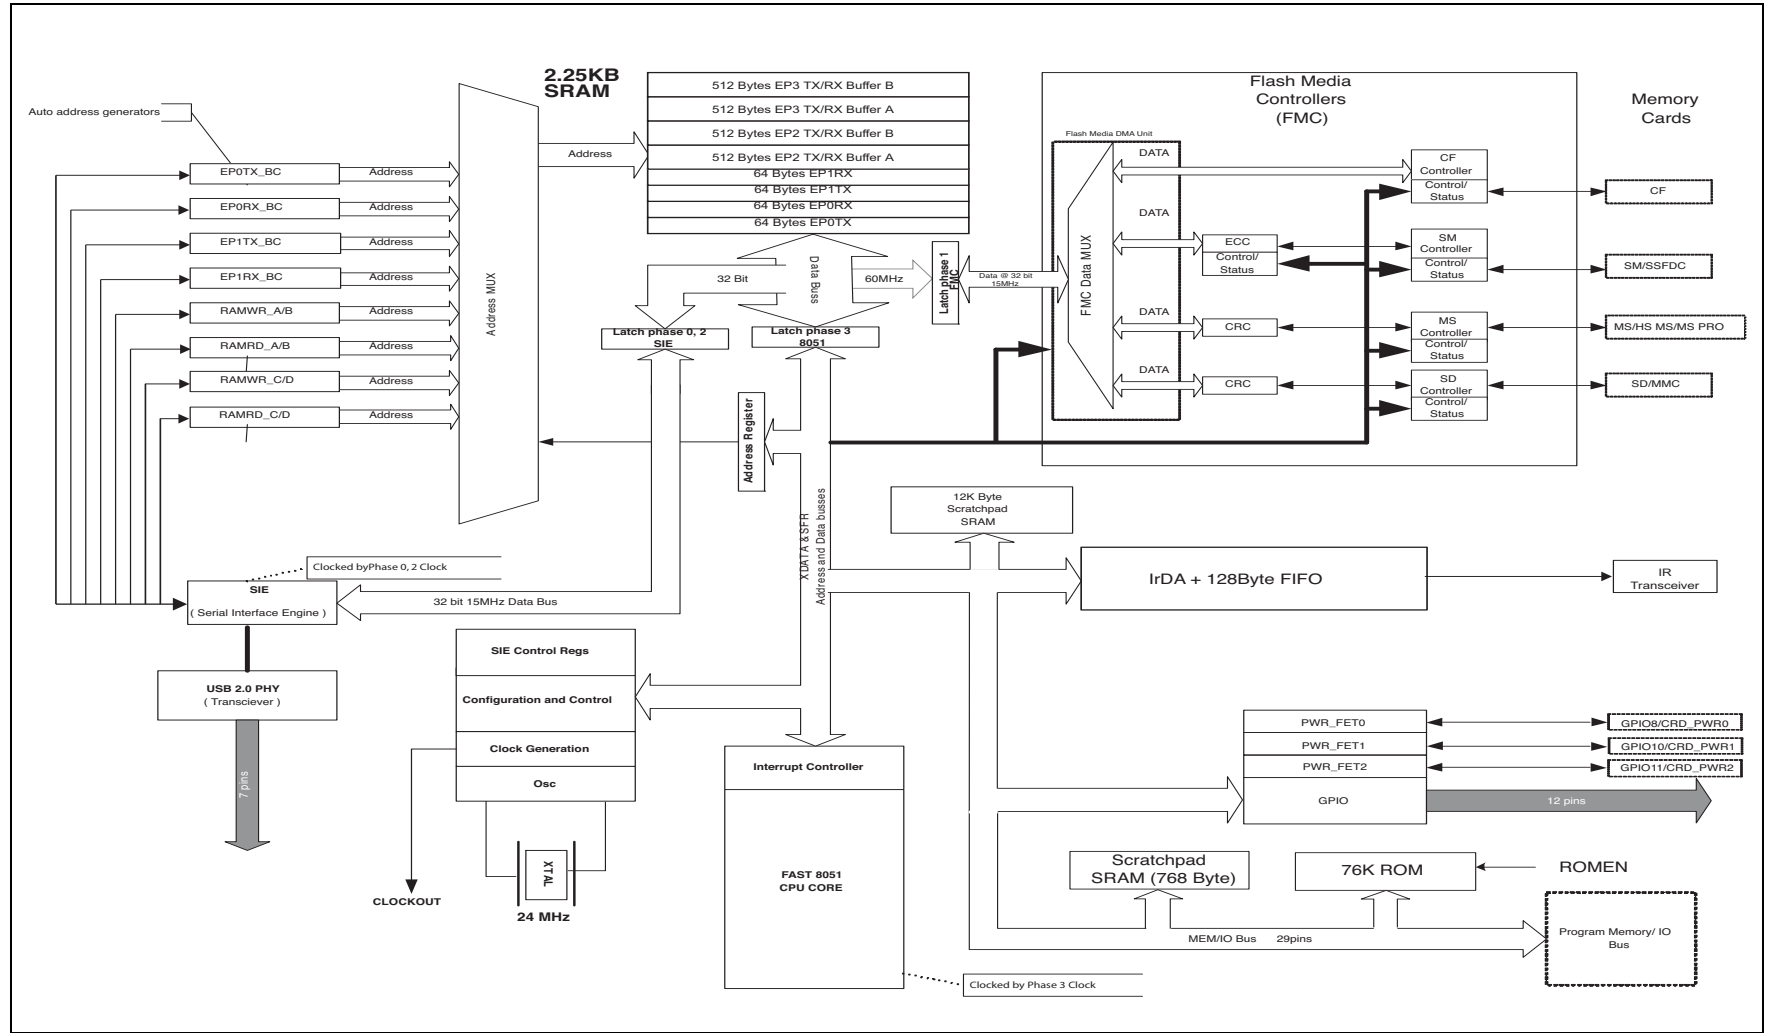 2.25KB
SRAM
512 Bytes EP3 TX/RX Buffer B
512 Bytes EP3 TX/RX Buffer A
512 Bytes EP2 TX/RX Buffer B
512 Bytes EP2 TX/RX Buffer A
64 Bytes EP1RX
64 Bytes EP1TX
64 Bytes EP0RX
64 Bytes EP0TX
Auto address generators
EP0TX_BC
Address
EP0RX_BC
Address
EP1TX_BC
Address
EP1RX_BC
Address
RAMWR_A/B
Address
RAMRD_A/B
Address
RAMWR_C/D
Address
RAMRD_C/D
Address
Address MUX
Address
32 Bit
Data Buss
60MHz
Latch phase 0, 2
SIE
Latch phase 3
8051
Latch phase 1
FMC
Data @ 32 bit
15MHz
Address Register
Flash Media
Controllers
(FMC)
Flash Media DMA Unit
FMC Data MUX
DATA
DATA
DATA
DATA
ECC
Control/
Status
CRC
CRC
CF
Controller
Control/
Status
SM
Controller
Control/
Status
MS
Controller
Control/
Status
SD
Controller
Control/
Status
Memory
Cards
CF
SM/SSFDC
MS/HS MS/MS PRO
SD/MMC
XDATA & SFR
Address and Data busses
12K Byte
Scratchpad
SRAM
IrDA + 128Byte FIFO
IR
Transceiver
Clocked byPhase 0, 2 Clock
SIE
( Serial Interface Engine )
32 bit 15MHz Data Bus
USB 2.0 PHY
( Transciever )
7 pins
SIE Control Regs
Configuration and Control
Clock Generation
Osc
XTAL
24 MHz
CLOCKOUT
Interrupt Controller
FAST 8051
CPU CORE
Clocked by Phase 3 Clock
PWR_FET0
PWR_FET1
PWR_FET2
GPIO
GPIO8/CRD_PWR0
GPIO10/CRD_PWR1
GPIO11/CRD_PWR2
12 pins
Scratchpad
SRAM (768 Byte)
76K ROM
ROMEN
MEM/IO Bus 29pins
Program Memory/ IO
Bus